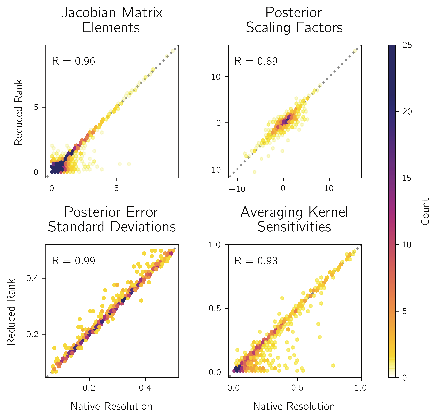 Jacobian Matrix
Elements
Posterior
Scaling Factors
R = 0.96
R = 0.89
Reduced Rank
5
0
0
5
10
0
-10
-10
0
10
Posterior Error
Standard Deviations
Averaging Kernel
Sensitivities
R = 0.99
R = 0.93
Reduced Rank
0.4
0.2
0.2
0.4
1.0
0.5
0.0
0.0
0.5
1.0
Native Resolution
Native Resolution
25
20
15
10
5
0
Count